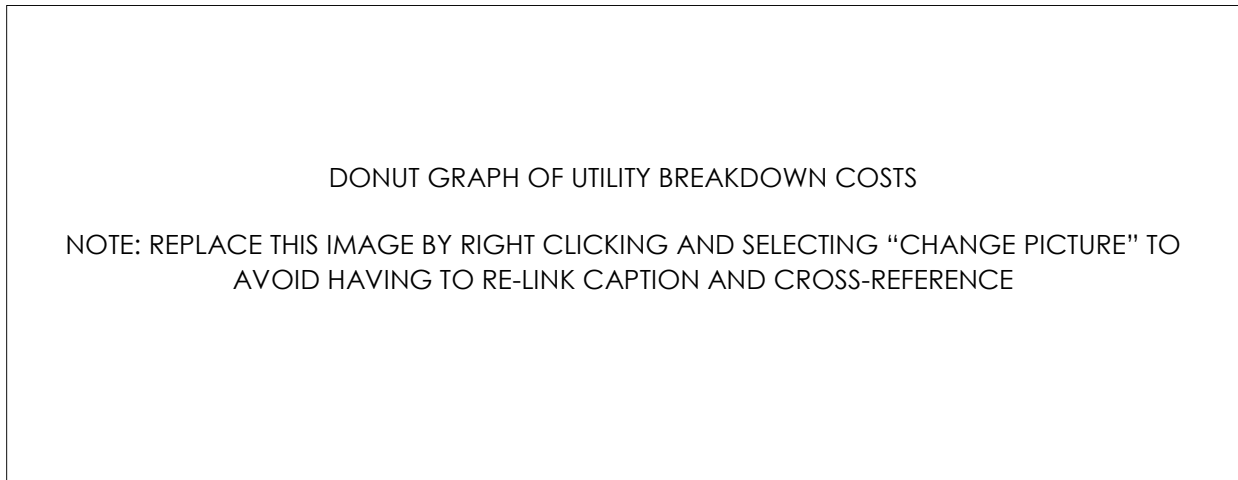 DONUT GRAPH OF UTILITY BREAKDOWN COSTS
NOTE: REPLACE THIS IMAGE BY RIGHT CLICKING AND SELECTING “CHANGE PICTURE” TO
AVOID HAVING TO RE-LINK CAPTION AND CROSS-REFERENCE